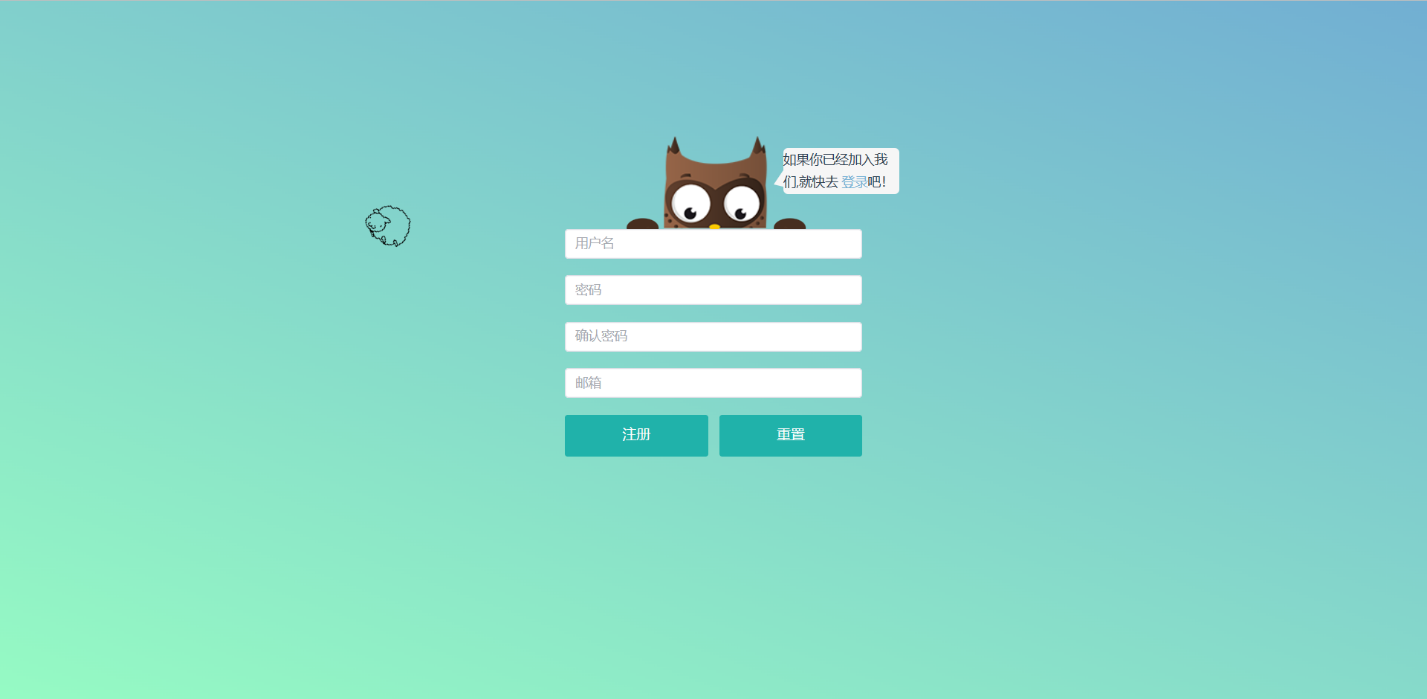 如果你已经加入我
们,就快去 登录吧!
用户名
密码
确认密码
邮箱
注册
重置